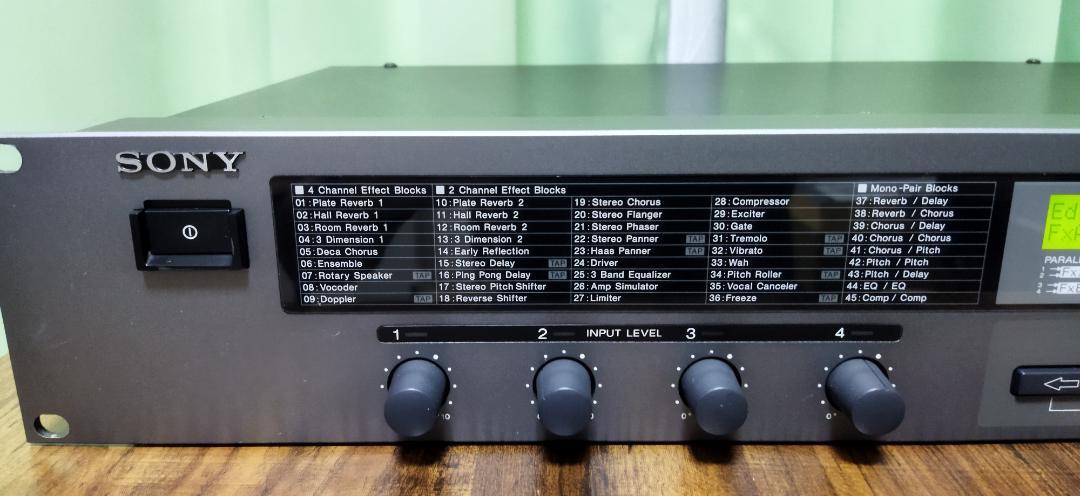 SONY
4 Channel Effect Blocks
01:Plate Reverb 1
02:Hall Reverb 1
03:Room Reverb 1
04:3 Dimension 1
05:Deca Chorus
06:Ensemble
07:Rotary Speaker TAP
08:Vocoder
09:Doppler TAP
2 Channel Effect Blocks
10:Plate Reverb 2
11:Hall Reverb 2
12:Room Reverb 2
13:3 Dimension 2
14:Early Reflection
15:Stereo Delay TAP
16:Ping Pong Delay TAP
17:Stereo Pitch Shifter
18:Reverse Shifter
19:Stereo Chorus
20:Stereo Flanger
21:Stereo Phaser
22:Stereo Panner TAP
23:Haas Panner TAP
24:Driver
25:3 Band Equalizer
26:Amp Simulator
27:Limiter
28:Compressor
29:Exciter
30:Gate
31:Tremolo TAP
32:Vibrato TAP
33:Wah
34:Pitch Roller TAP
35:Vocal Canceler
36:Freeze TAP
Mono-Pair Blocks
37:Reverb / Delay
38:Reverb / Chorus
39:Chorus / Delay
40:Chorus / Chorus
41:Chorus / Pitch
42:Pitch / Pitch
43:Pitch / Delay
44:EQ / EQ
45:Comp / Comp
1 2 INPUT LEVEL 3 4